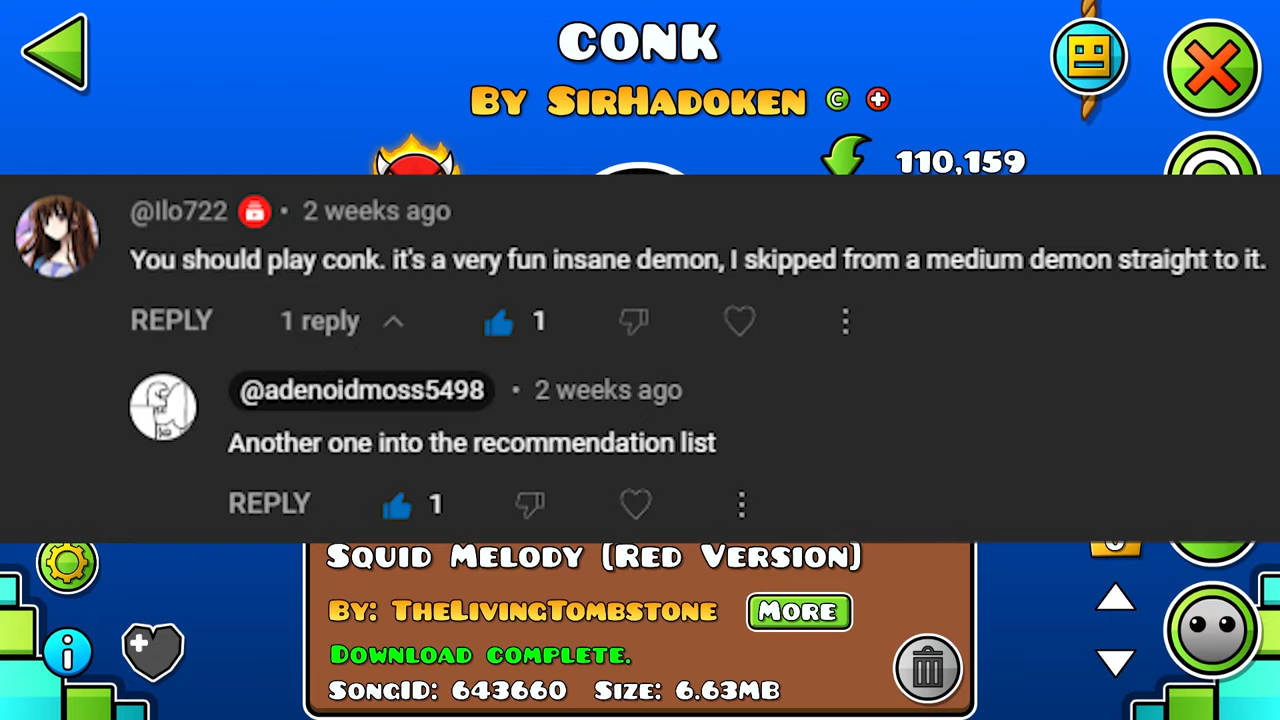 CONK
BY SIRHADOKEN
110,159
@Ilo722 • 2 weeks ago
You should play conk. it's a very fun insane demon, I skipped from a medium demon straight to it.
REPLY 1 reply 1
@adenoidmoss5498 • 2 weeks ago
Another one into the recommendation list
REPLY 1
SQUID MELODY (RED VERSION)
BY: THELIVINGTOMBSTONE MORE
DOWNLOAD COMPLETE.
SONGID: 643660 SIZE: 6.63MB